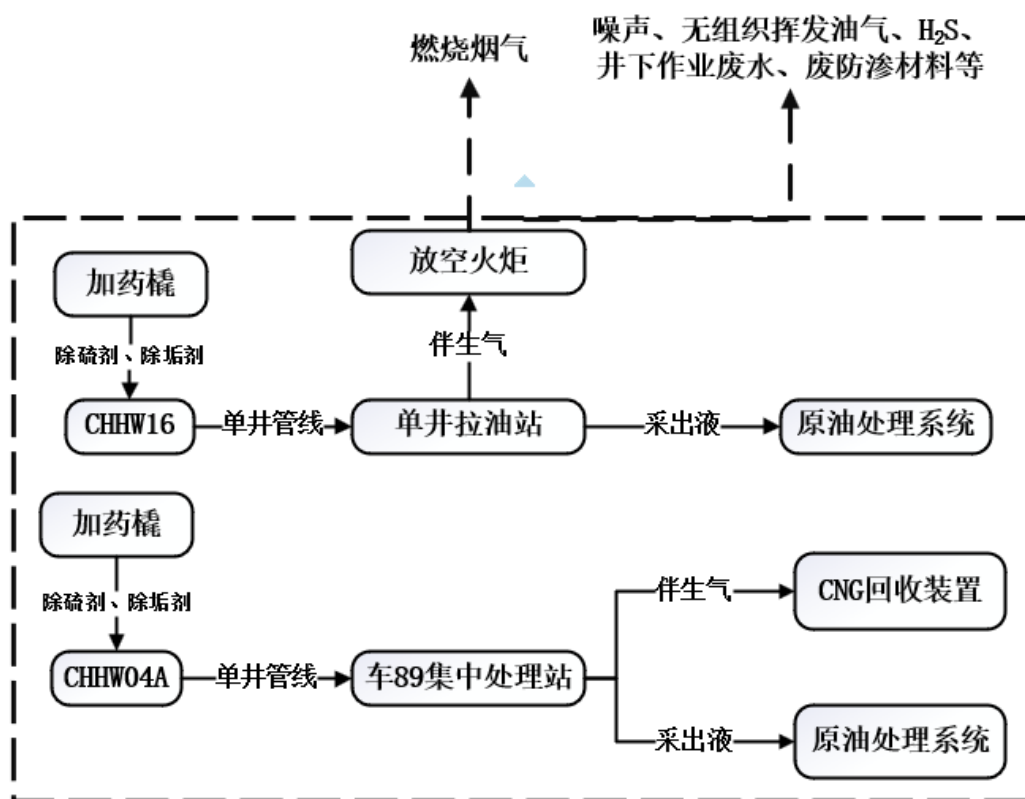 燃烧烟气
噪声、无组织挥发油气、H₂S、
井下作业废水、废防渗材料等
放空火炬
加药橇
伴生气
除硫剂、除垢剂
CHHW16
单井管线
单井拉油站
采出液
原油处理系统
加药橇
除硫剂、除垢剂
伴生气
CNG回收装置
CHHW04A
单井管线
车89集中处理站
采出液
原油处理系统